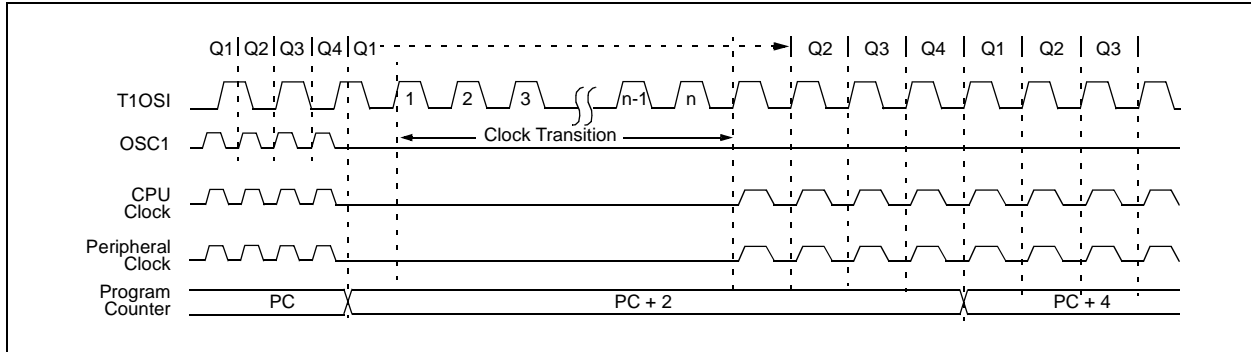 Q1 Q2 Q3 Q4 Q1 Q2 Q3 Q4 Q1 Q2 Q3
T1OSI
1 2 3 n-1 n
OSC1
Clock Transition
CPU
Clock
Peripheral
Clock
Program
Counter
PC PC + 2 PC + 4